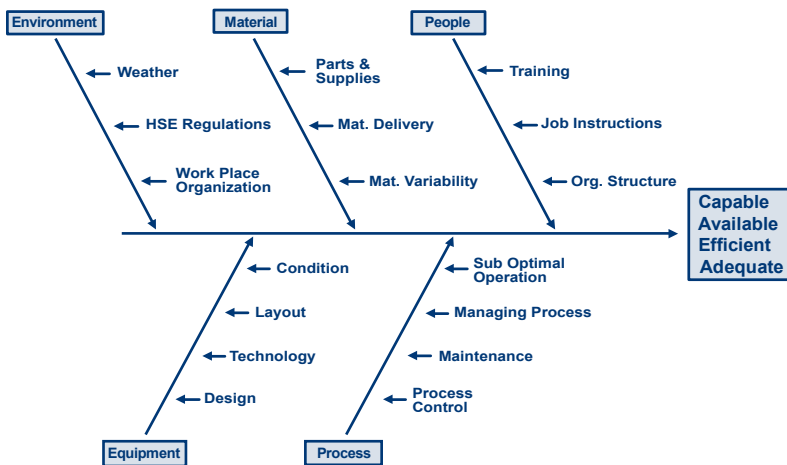 Environment
Material
People
Weather
HSE Regulations
Work Place
Organization
Parts &
Supplies
Mat. Delivery
Mat. Variability
Training
Job Instructions
Org. Structure
Capable
Available
Efficient
Adequate
Condition
Layout
Technology
Design
Sub Optimal
Operation
Managing Process
Maintenance
Process
Control
Equipment
Process